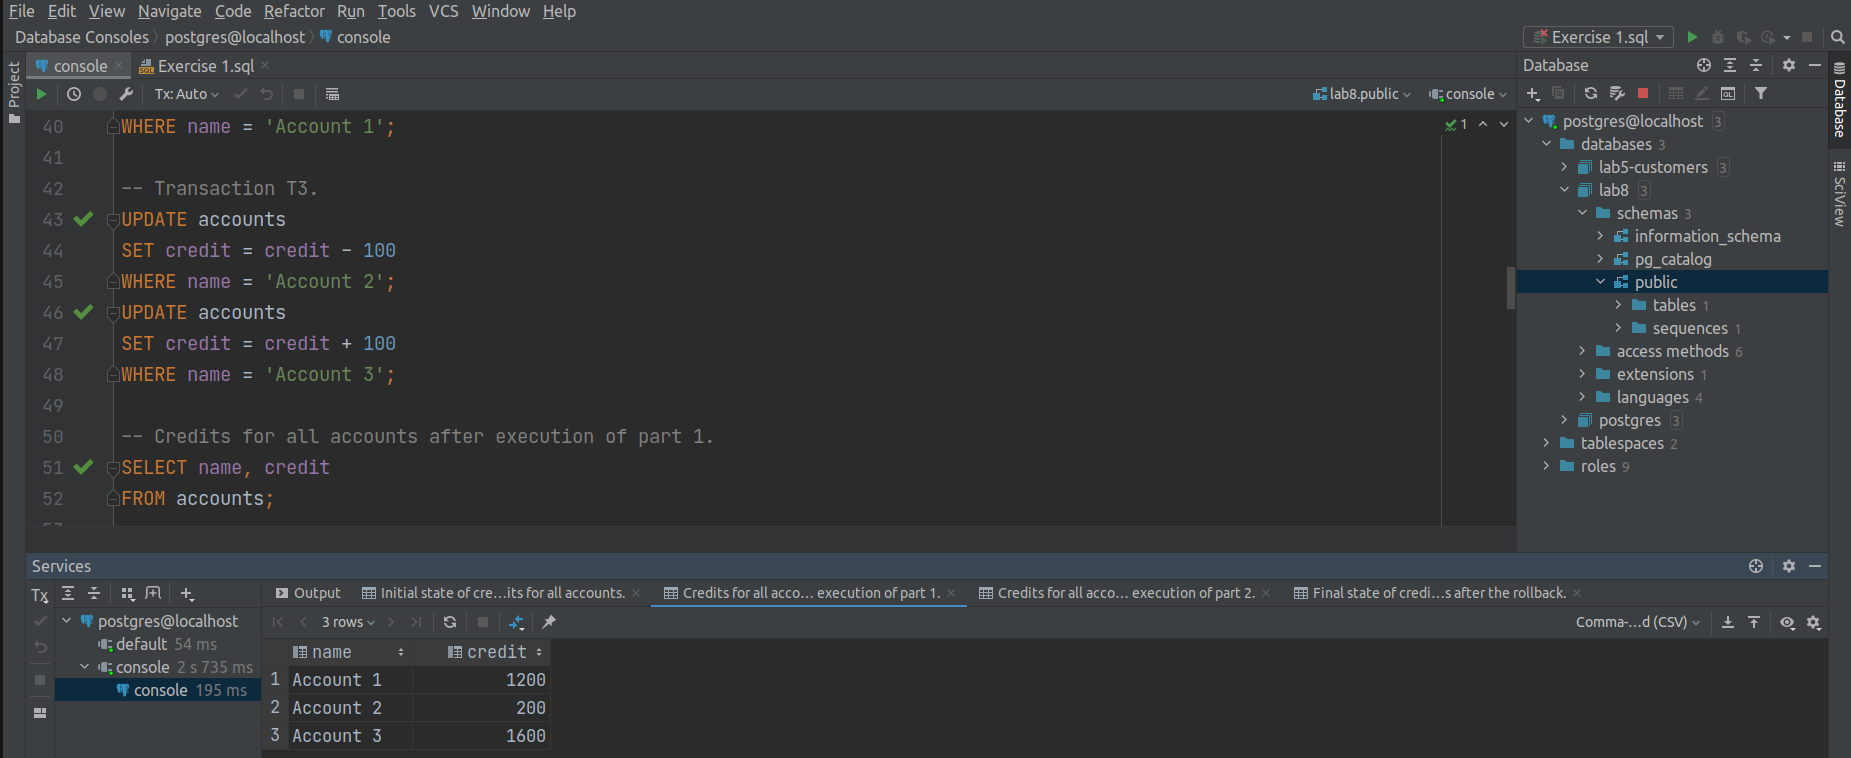 File Edit View Navigate Code Refactor Run Tools VCS Window Help
Database Consoles postgres@localhost console
Exercise 1.sql
Project
console Exercise 1.sql
Tx: Auto
lab8.public console
1
40 WHERE name = 'Account 1';
41
42 -- Transaction T3.
43 UPDATE accounts
44 SET credit = credit - 100
45 WHERE name = 'Account 2';
46 UPDATE accounts
47 SET credit = credit + 100
48 WHERE name = 'Account 3';
49
50 -- Credits for all accounts after execution of part 1.
51 SELECT name, credit
52 FROM accounts;
Database
postgres@localhost 3
databases 3
lab5-customers 3
lab8 3
schemas 3
information_schema
pg_catalog
public
tables 1
sequences 1
access methods 6
extensions 1
languages 4
postgres 3
tablespaces 2
roles 9
Database
SciView
Services
Tx
postgres@localhost
default 54 ms
console 2 s 735 ms
console 195 ms
Output Initial state of cre...its for all accounts. Credits for all acco... execution of part 1. Credits for all acco... execution of part 2. Final state of credi...s after the rollback.
3 rows
Comma-...d (CSV)
name credit
1 Account 1 1200
2 Account 2 200
3 Account 3 1600